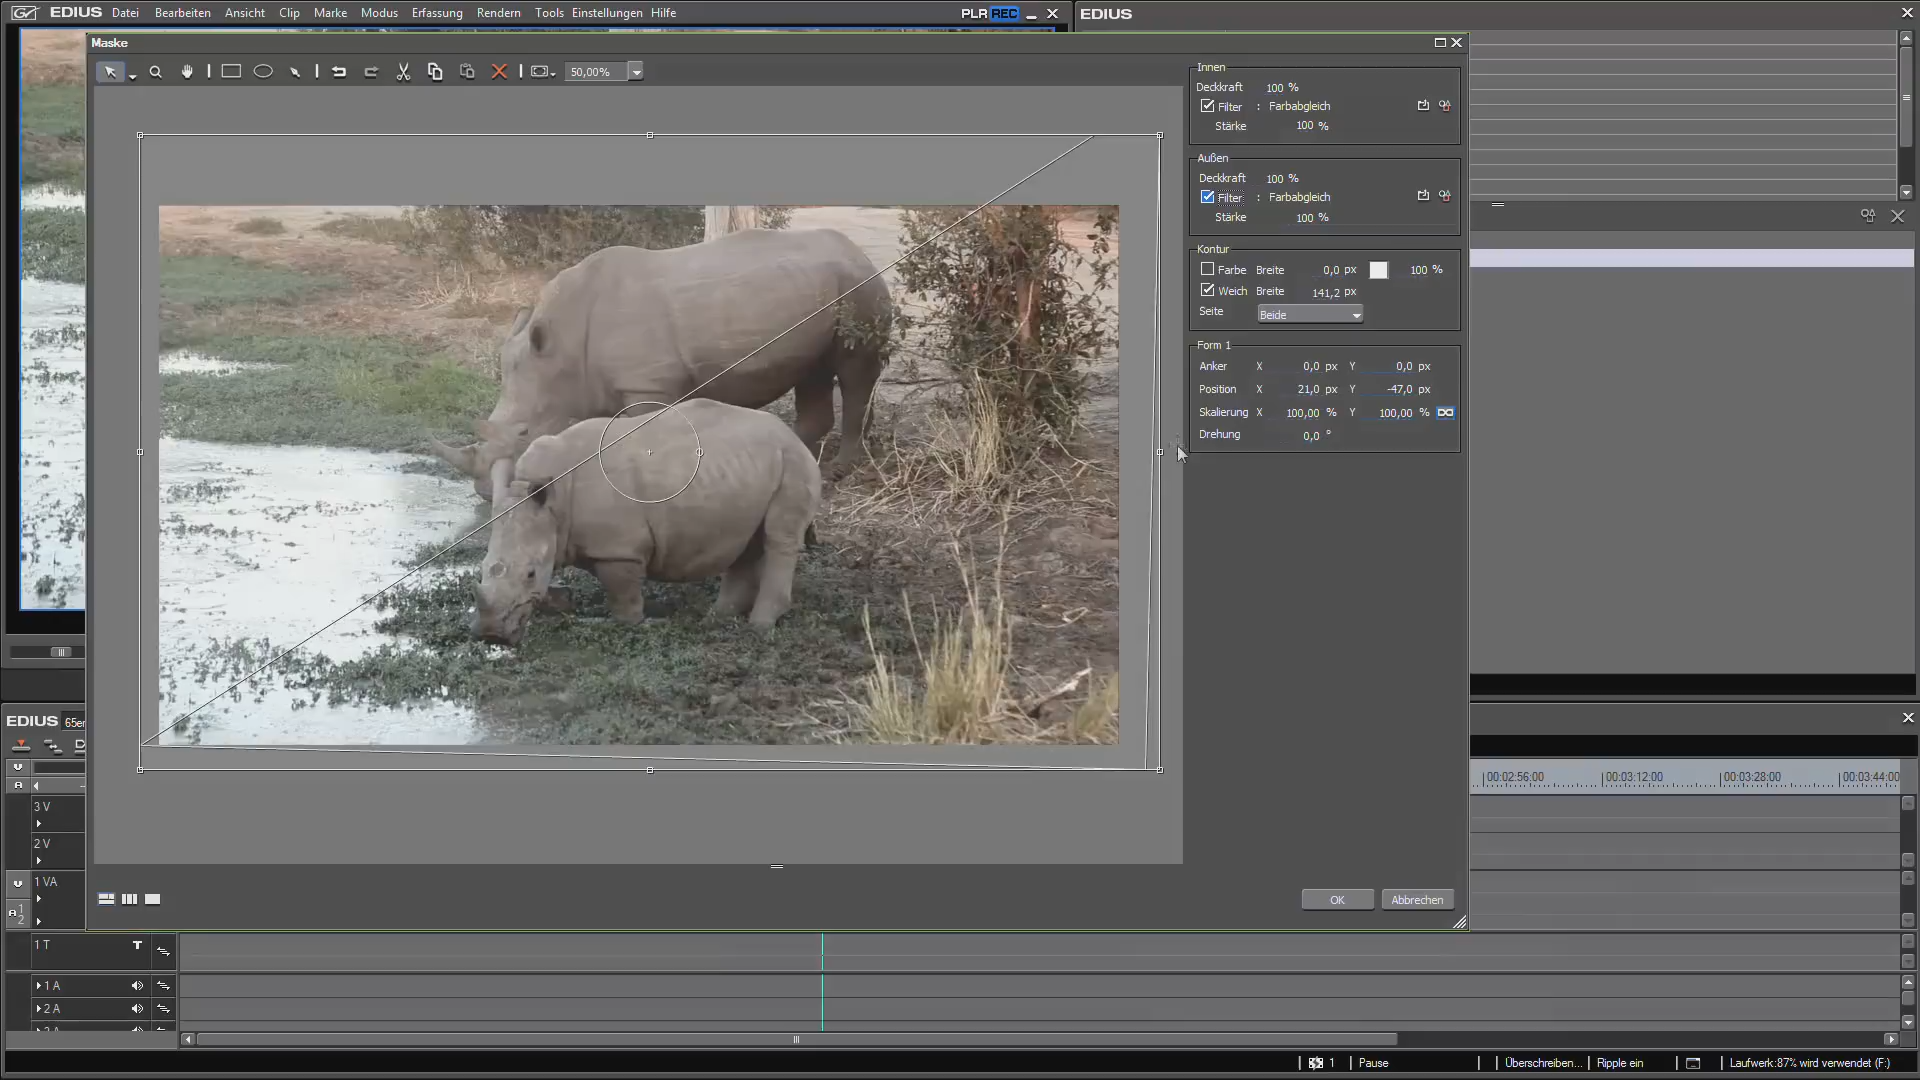 EDIUS Datei Bearbeiten Ansicht Clip Marke Modus Erfassung Rendern Tools Einstellungen Hilfe PLR REC
EDIUS
Maske
50,00%
Innen
Deckkraft 100 %
Filter : Farbabgleich
Stärke 100 %
Außen
Deckkraft 100 %
Filter : Farbabgleich
Stärke 100 %
Kontur
Farbe Breite 0,0 px 100 %
Weich Breite 141,2 px
Seite Beide
Form 1
Anker X 0,0 px Y 0,0 px
Position X 21,0 px Y -47,0 px
Skalierung X 100,00 % Y 100,00 %
Drehung 0,0 °
OK Abbrechen
EDIUS
00:02:56:00 00:03:12:00 00:03:28:00 00:03:44:00
3 V
2 V
1 VA
1 T T
1 A
2 A
1 Pause Überschreiben... Ripple ein Laufwerk:87% wird verwendet (F:)